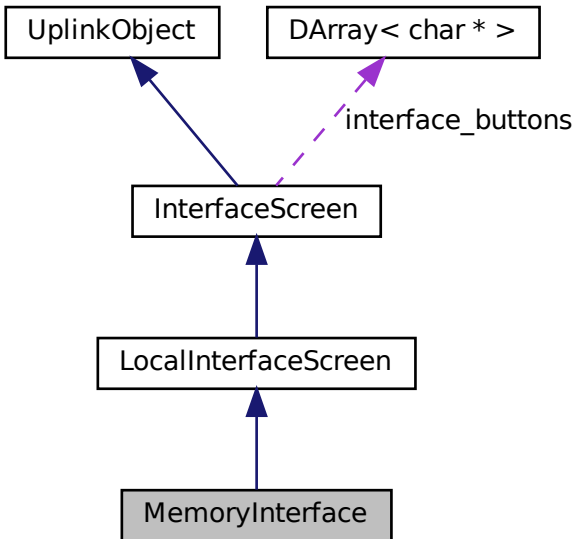 UplinkObject
DArray< char * >
interface_buttons
InterfaceScreen
LocalInterfaceScreen
MemoryInterface